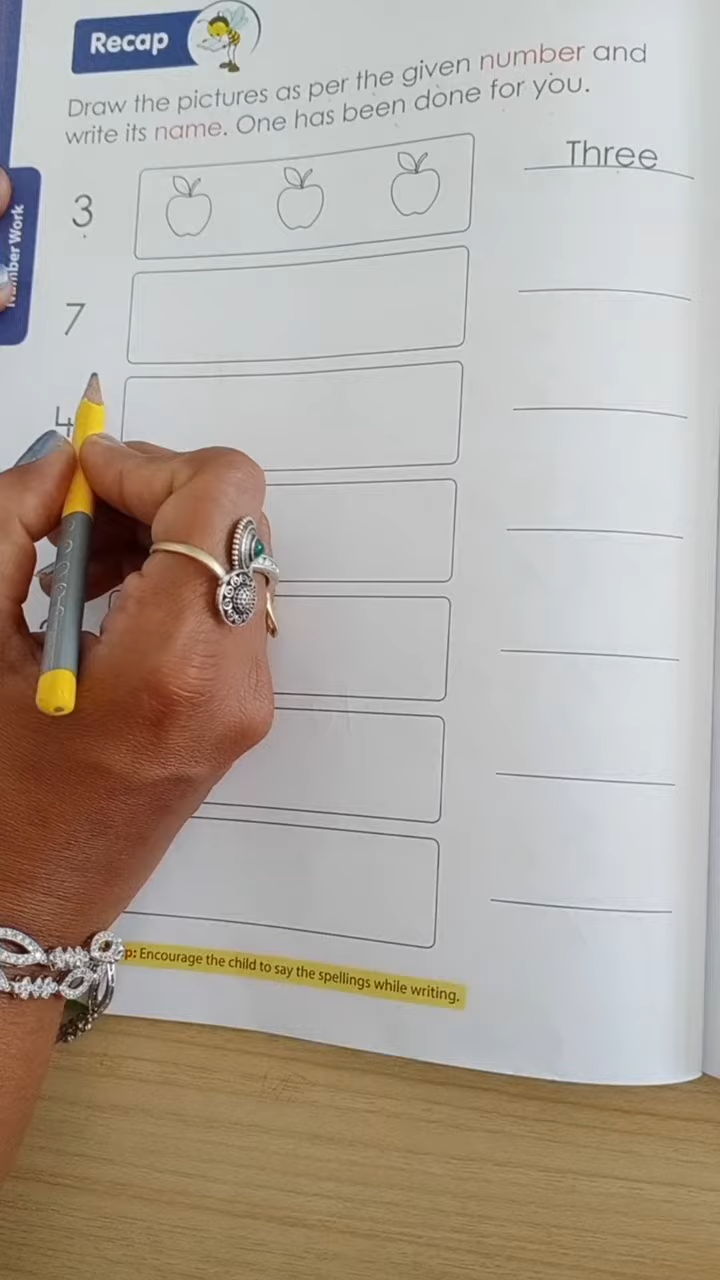 Recap
Draw the pictures as per the given number and
write its name. One has been done for you.
Number Work
3
Three
7
4
p: Encourage the child to say the spellings while writing.